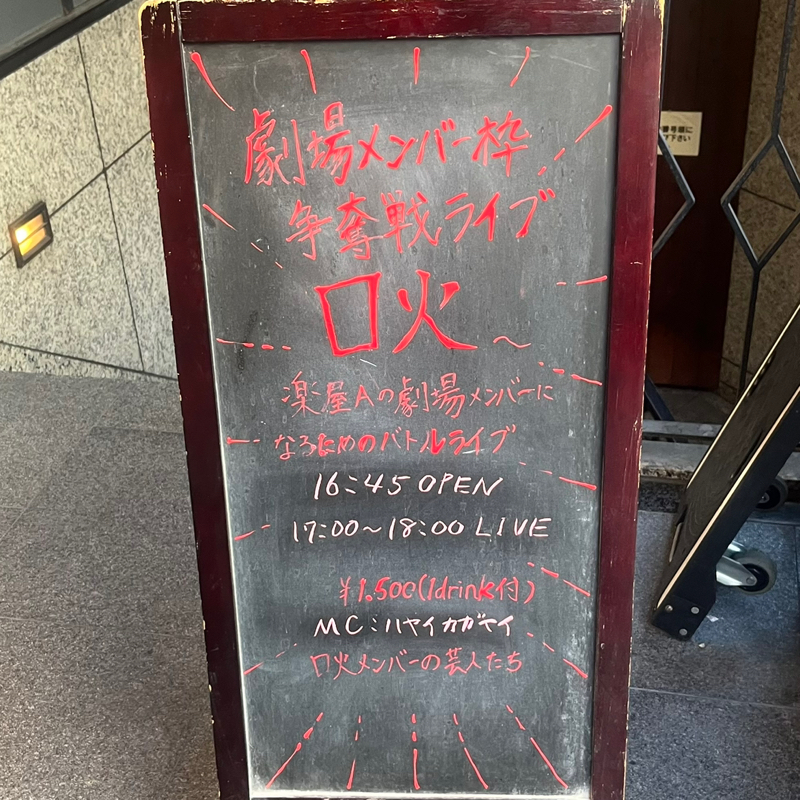 劇場メンバー枠
争奪戦ライブ
口火〜
楽屋Aの劇場メンバーに
なるためのバトルライブ
16:45 OPEN
17:00〜18:00 LIVE
¥1.500(1drink付)
MC:ハヤイカガヤイ
口火メンバーの芸人たち